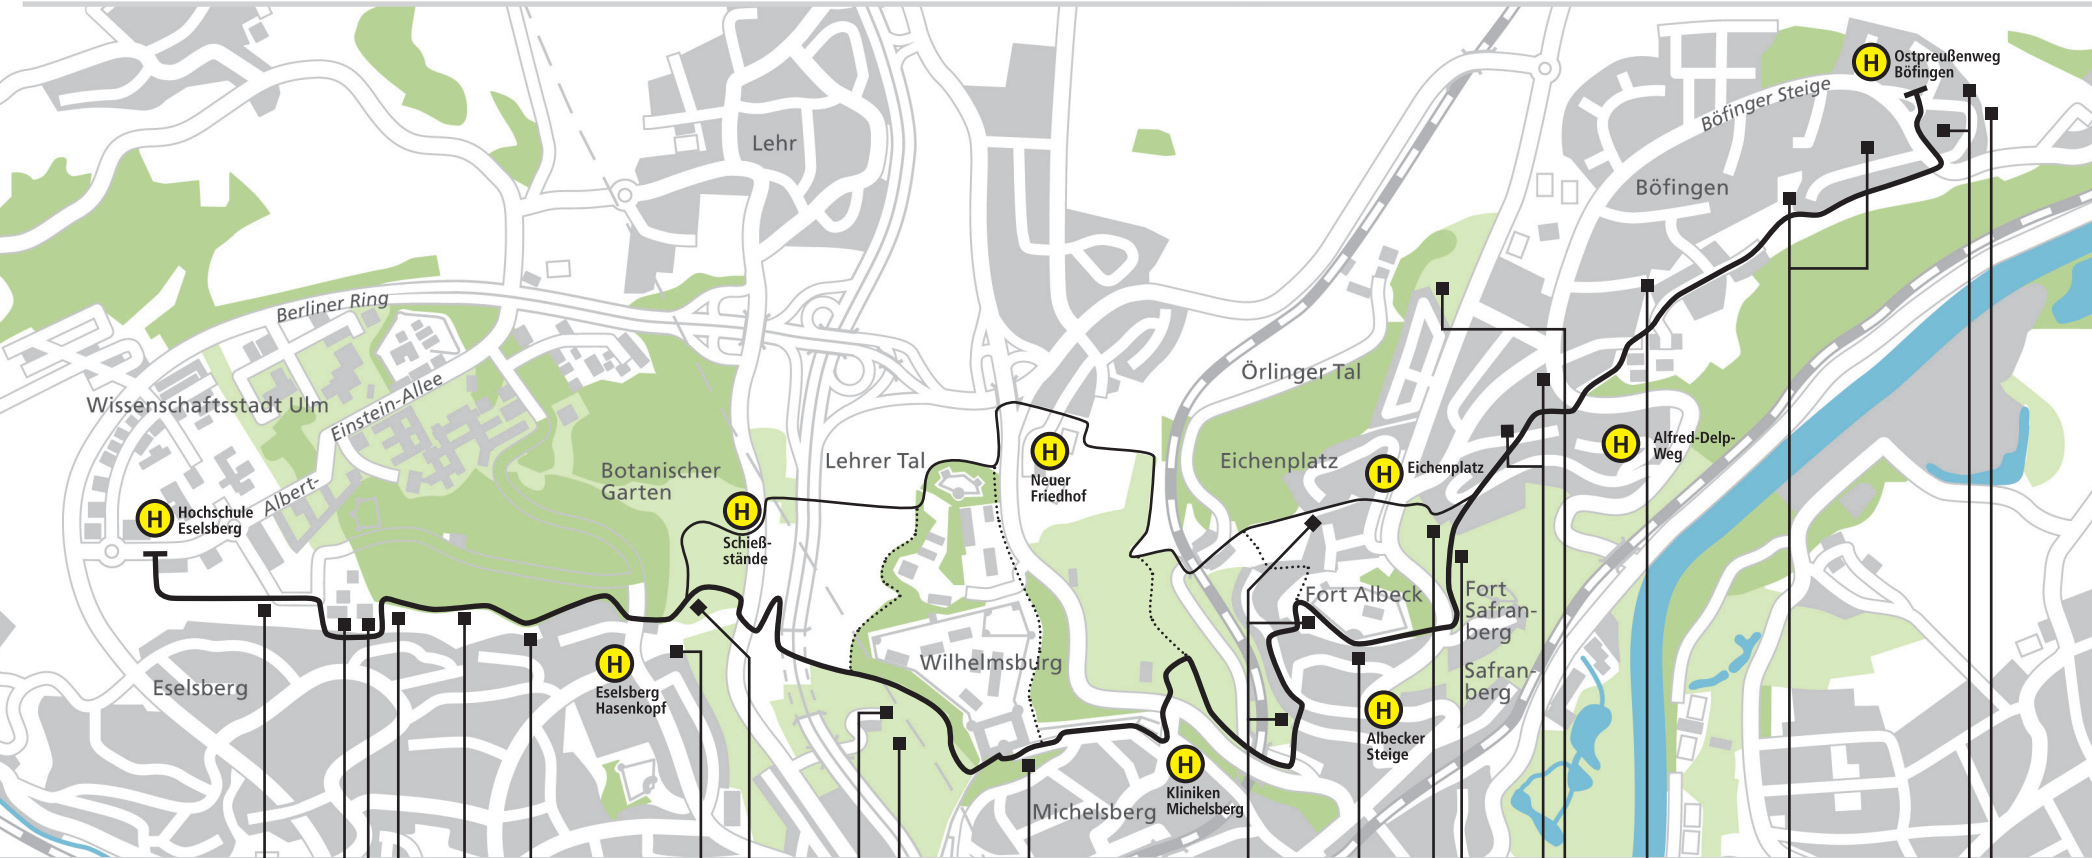 H
Ostpreußenweg
Böfingen
Böfinger Steige
Lehr
Böfingen
Berliner Ring
Örlinger Tal
Wissenschaftsstadt Ulm
Einstein-Allee
Albert-
Botanischer
Garten
Lehrer Tal
H
Neuer
Friedhof
Eichenplatz
H
Eichenplatz
H
Alfred-Delp-
Weg
H
Hochschule
Eselsberg
H
Schieß-
stände
Fort Albeck
Fort
Safran-
berg
Safran-
berg
Eselsberg
H
Eselsberg
Hasenkopf
Wilhelmsburg
H
Albecker
Steige
H
Kliniken
Michelsberg
Michelsberg